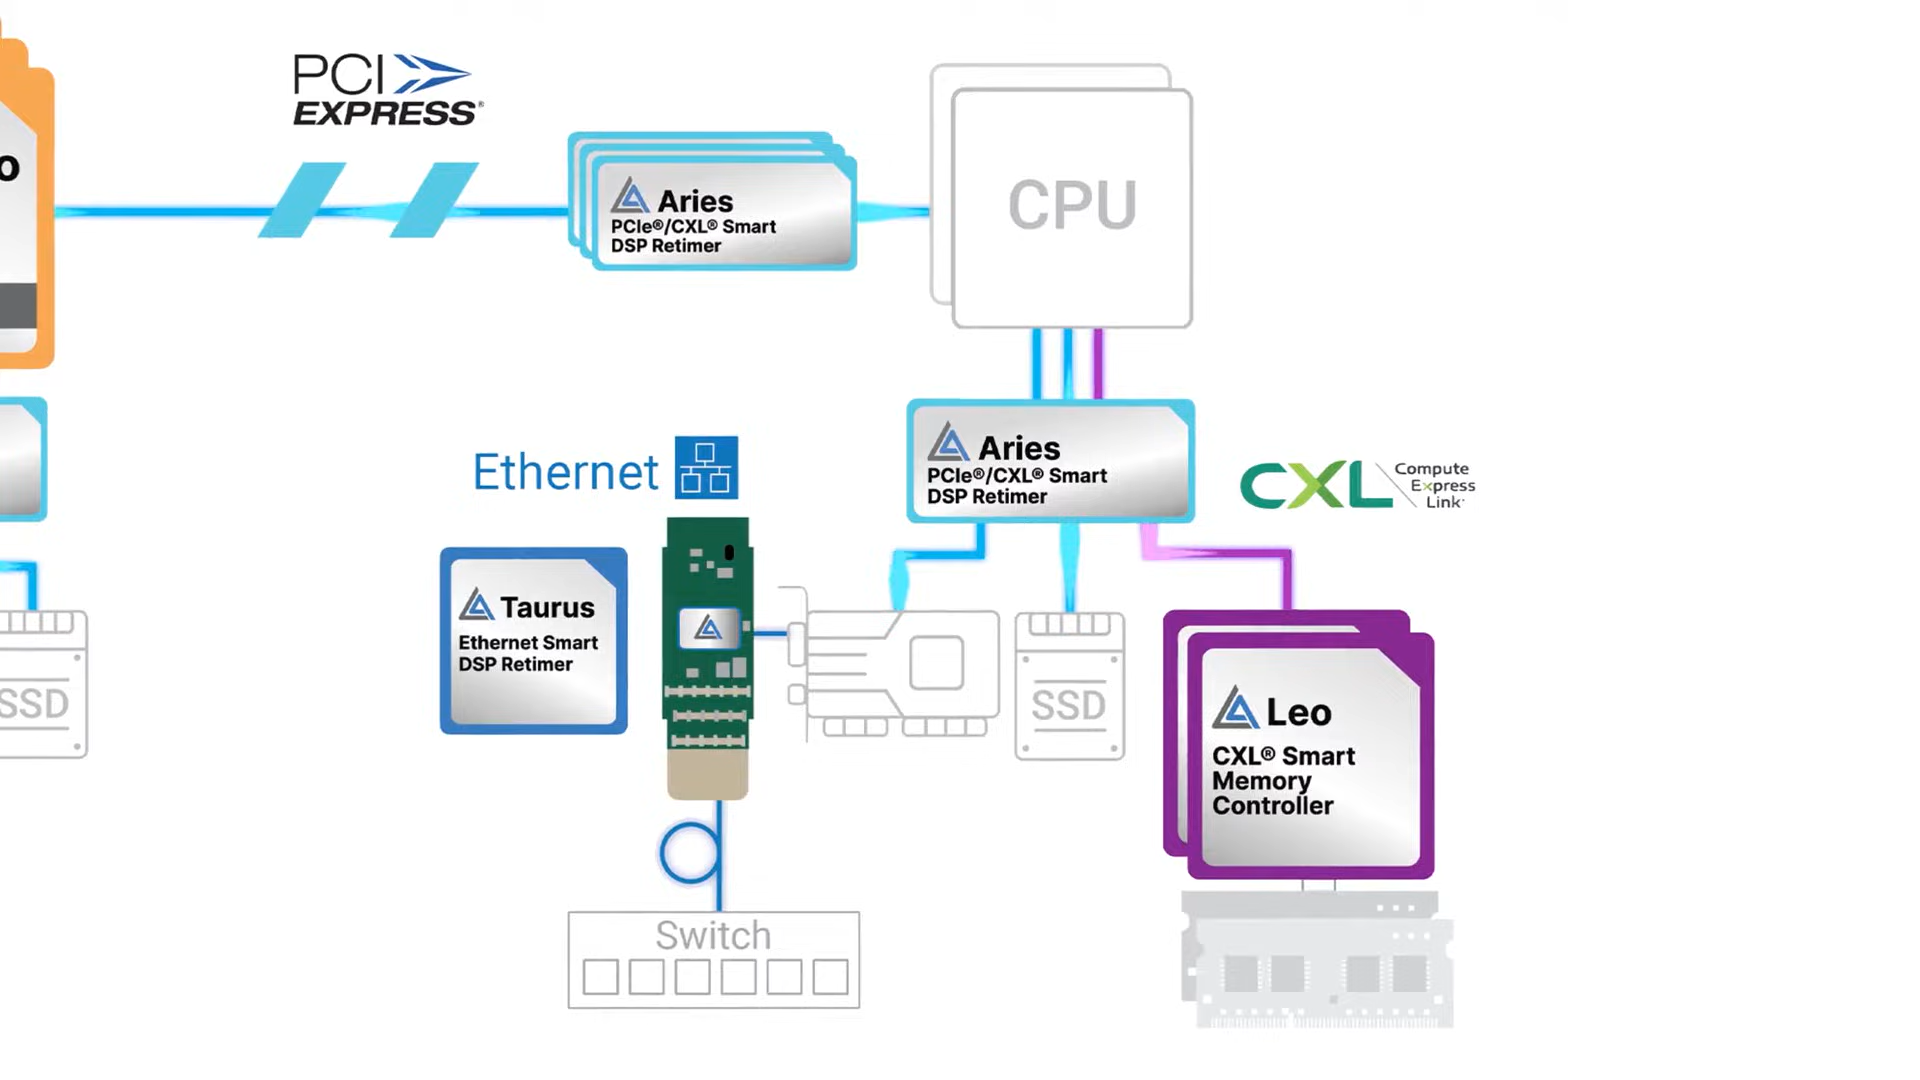 PCI
EXPRESS®
Aries
PCIe®/CXL® Smart
DSP Retimer
CPU
Ethernet
Aries
PCIe®/CXL® Smart
DSP Retimer
CXL
Compute
Express
Link
Taurus
Ethernet Smart
DSP Retimer
SSD
SSD
Leo
CXL® Smart
Memory
Controller
Switch